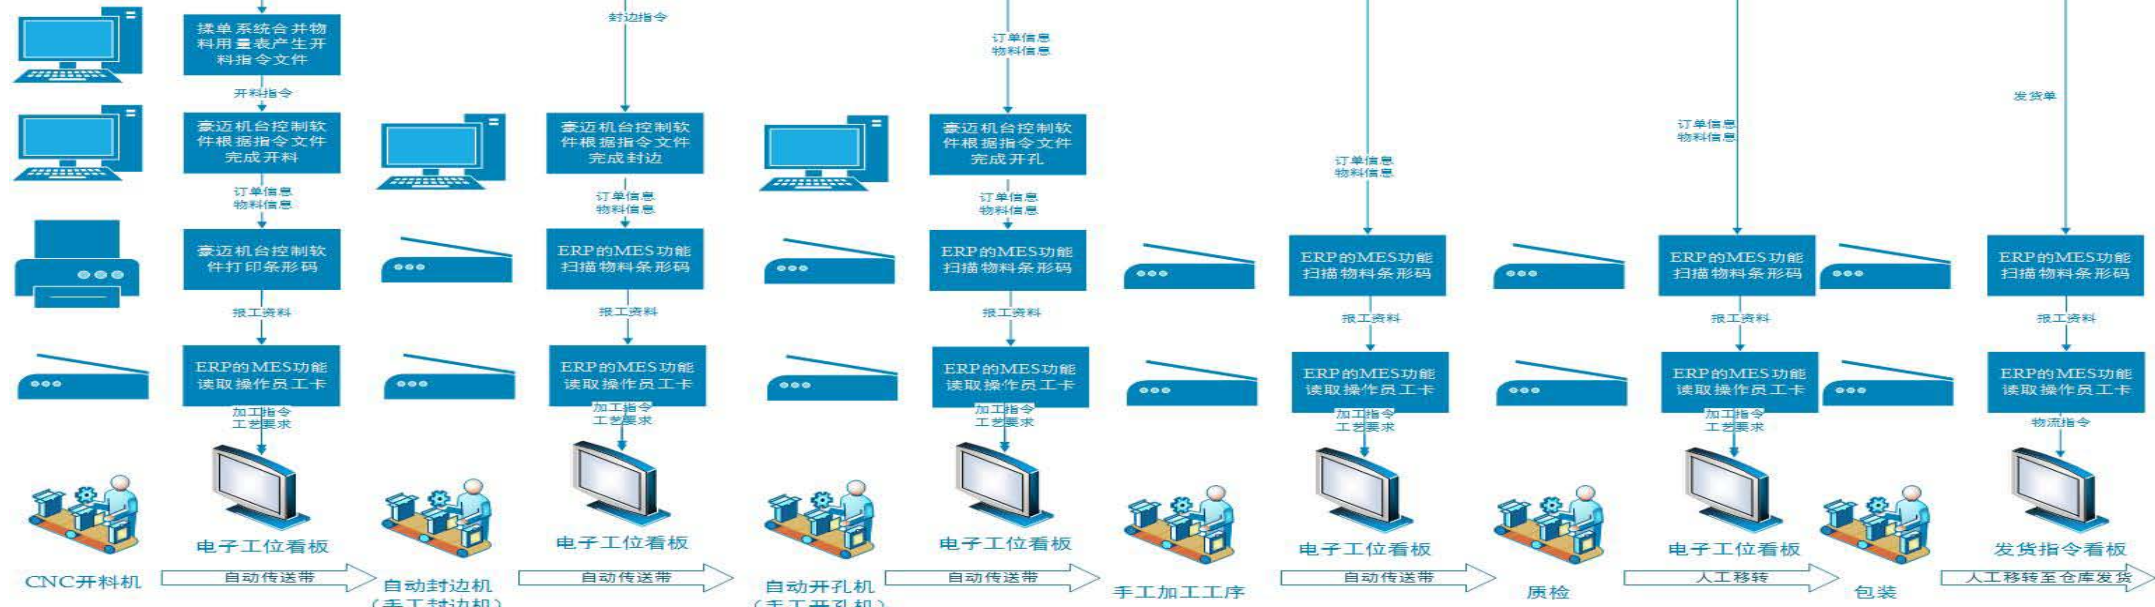 揉单系统合并物
料用量表产生开
料指令文件
开料指令
豪迈机台控制软
件根据指令文件
完成开料
订单信息
物料信息
豪迈机台控制软
件打印条形码
报工资料
ERP的MES功能
读取操作员工卡
加工指令
工艺要求
电子工位看板
CNC开料机
自动传送带
封边指令
豪迈机台控制软
件根据指令文件
完成封边
订单信息
物料信息
ERP的MES功能
扫描物料条形码
报工资料
ERP的MES功能
读取操作员工卡
加工指令
工艺要求
电子工位看板
自动封边机
（手工封边机）
自动传送带
订单信息
物料信息
豪迈机台控制软
件根据指令文件
完成开孔
订单信息
物料信息
ERP的MES功能
扫描物料条形码
报工资料
ERP的MES功能
读取操作员工卡
加工指令
工艺要求
电子工位看板
自动开孔机
（手工开孔机）
自动传送带
订单信息
物料信息
ERP的MES功能
扫描物料条形码
报工资料
ERP的MES功能
读取操作员工卡
加工指令
工艺要求
电子工位看板
手工加工工序
自动传送带
订单信息
物料信息
ERP的MES功能
扫描物料条形码
报工资料
ERP的MES功能
读取操作员工卡
加工指令
工艺要求
电子工位看板
质检
人工移转
发货单
ERP的MES功能
扫描物料条形码
报工资料
ERP的MES功能
读取操作员工卡
物流指令
发货指令看板
包装
人工移转至仓库发货